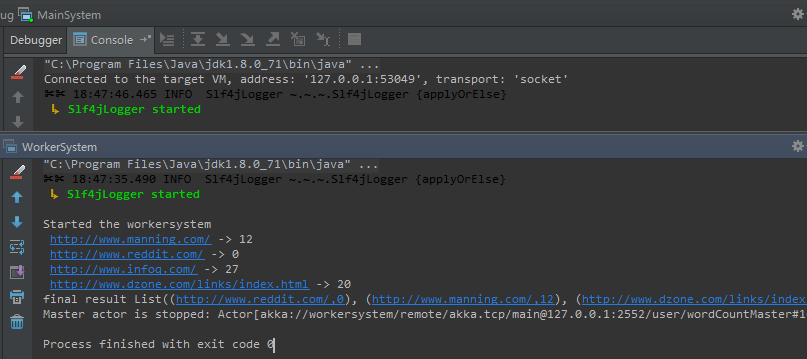 ug MainSystem
Debugger Console
"C:\Program Files\Java\jdk1.8.0_71\bin\java" ...
Connected to the target VM, address: '127.0.0.1:53049', transport: 'socket'
18:47:46.465 INFO Slf4jLogger ~.~.~.Slf4jLogger {applyOrElse}
↳ Slf4jLogger started
WorkerSystem
"C:\Program Files\Java\jdk1.8.0_71\bin\java" ...
18:47:35.490 INFO Slf4jLogger ~.~.~.Slf4jLogger {applyOrElse}
↳ Slf4jLogger started
Started the workersystem
http://www.manning.com/ -> 12
http://www.reddit.com/ -> 0
http://www.infoq.com/ -> 27
http://www.dzone.com/links/index.html -> 20
final result List((http://www.reddit.com/,0), (http://www.manning.com/,12), (http://www.dzone.com/links/index
Master actor is stopped: Actor[akka://workersystem/remote/akka.tcp/main@127.0.0.1:2552/user/wordCountMaster#1
Process finished with exit code 0